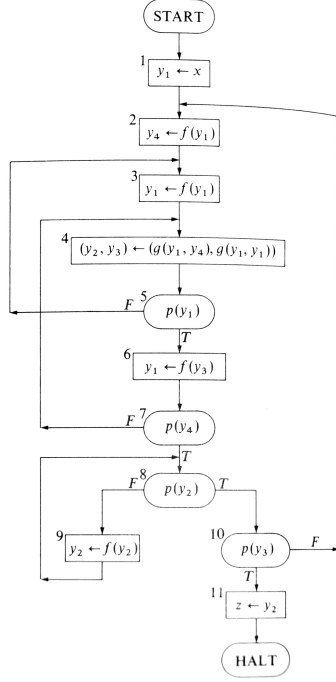 START
1
y₁ ← x
2
y₄ ← f(y₁)
3
y₁ ← f(y₁)
4
(y₂, y₃) ← (g(y₁, y₄), g(y₁, y₁))
5
F
p(y₁)
T
6
y₁ ← f(y₃)
7
F
p(y₄)
T
8
F
p(y₂)
T
9
y₂ ← f(y₂)
10
p(y₃)
F
T
11
z ← y₂
HALT